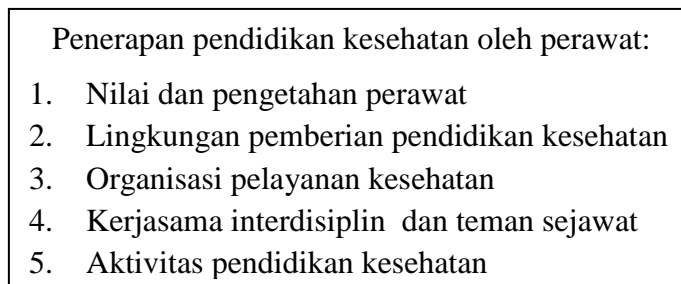 Penerapan pendidikan kesehatan oleh perawat:
1. Nilai dan pengetahan perawat
2. Lingkungan pemberian pendidikan kesehatan
3. Organisasi pelayanan kesehatan
4. Kerjasama interdisiplin dan teman sejawat
5. Aktivitas pendidikan kesehatan